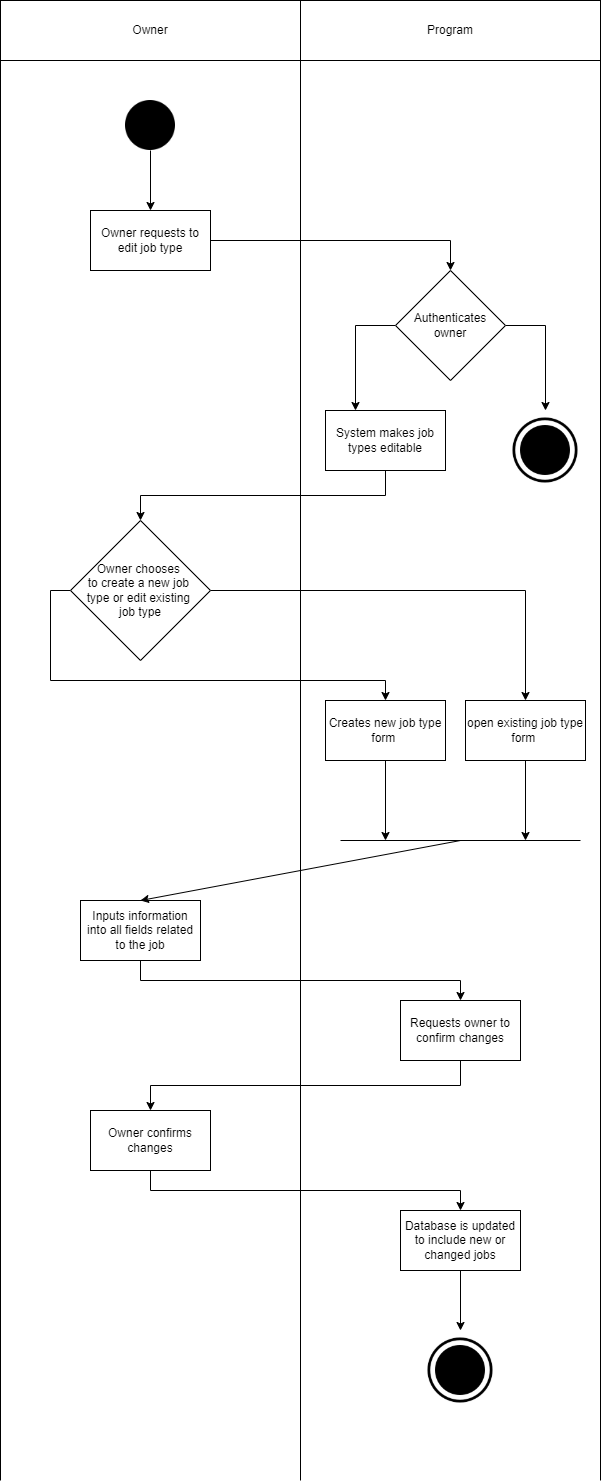 Owner
Program
Owner requests to
edit job type
Authenticates
owner
System makes job
types editable
Owner chooses
to create a new job
type or edit existing
job type
Creates new job type
form
open existing job type
form
Inputs information
into all fields related
to the job
Requests owner to
confirm changes
Owner confirms
changes
Database is updated
to include new or
changed jobs